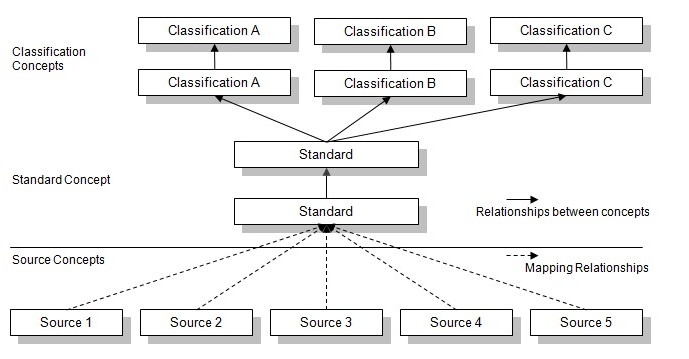 Classification A
Classification B
Classification C
Classification
Concepts
Classification A
Classification B
Classification C
Standard
Standard Concept
Standard
Relationships between concepts
Source Concepts
Mapping Relationships
Source 1
Source 2
Source 3
Source 4
Source 5